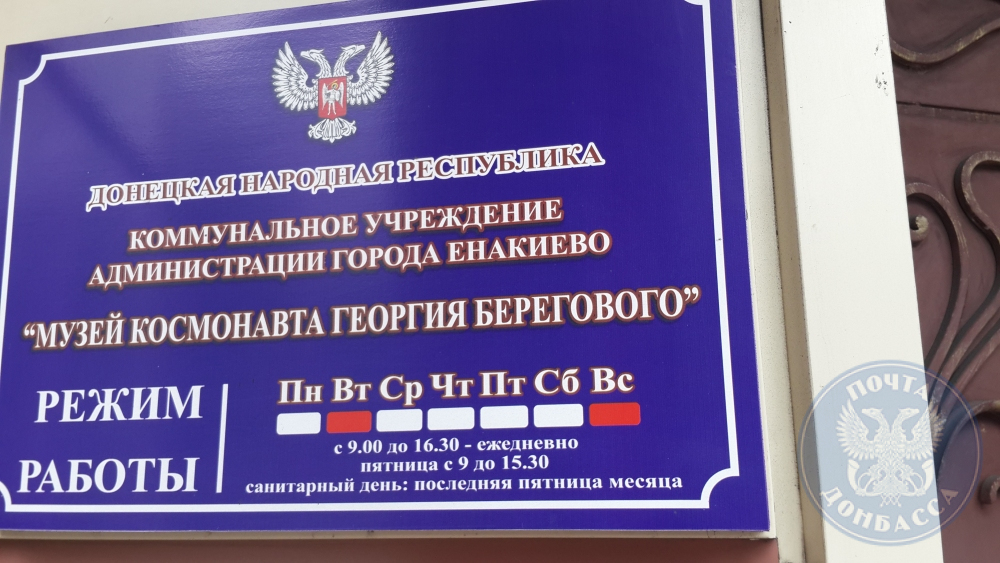 ДОНЕЦКАЯ НАРОДНАЯ РЕСПУБЛИКА
КОММУНАЛЬНОЕ УЧРЕЖДЕНИЕ
АДМИНИСТРАЦИИ ГОРОДА ЕНАКИЕВО
“МУЗЕЙ КОСМОНАВТА ГЕОРГИЯ БЕРЕГОВОГО”
РЕЖИМ
РАБОТЫ
Пн Вт Ср Чт Пт Сб Вс
с 9.00 до 16.30 - ежедневно
пятница с 9 до 15.30
санитарный день: последняя пятница месяца
ПОЧТА
ДОНБАССА